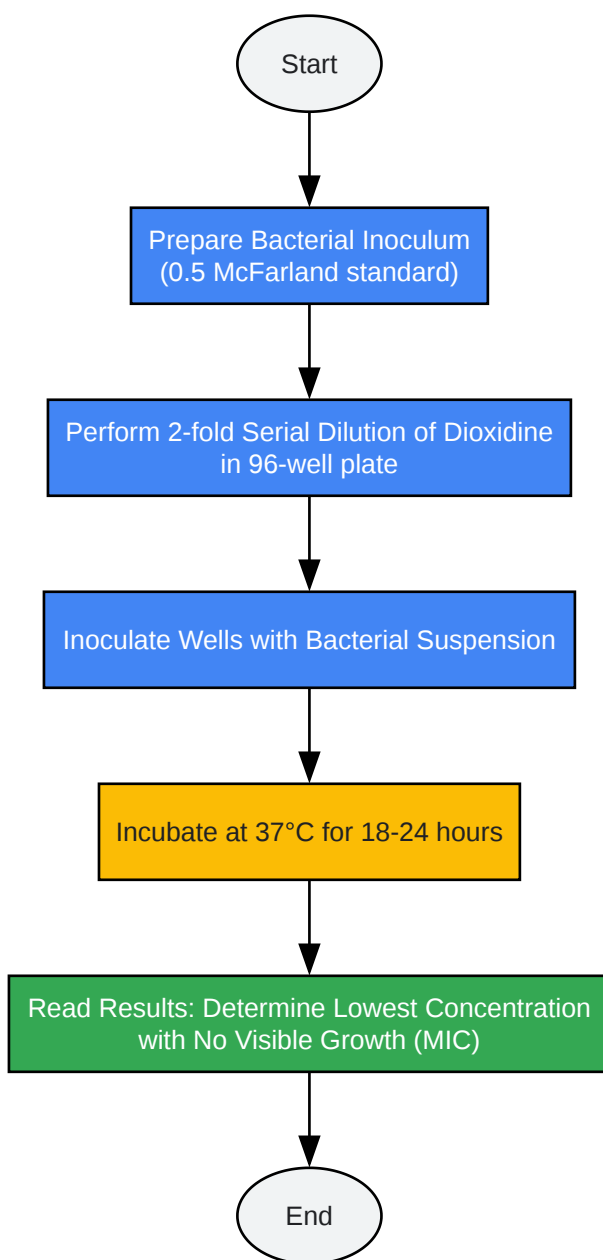 Start
Prepare Bacterial Inoculum
(0.5 McFarland standard)
Perform 2-fold Serial Dilution of Dioxidine
in 96-well plate
Inoculate Wells with Bacterial Suspension
Incubate at 37°C for 18-24 hours
Read Results: Determine Lowest Concentration
with No Visible Growth (MIC)
End